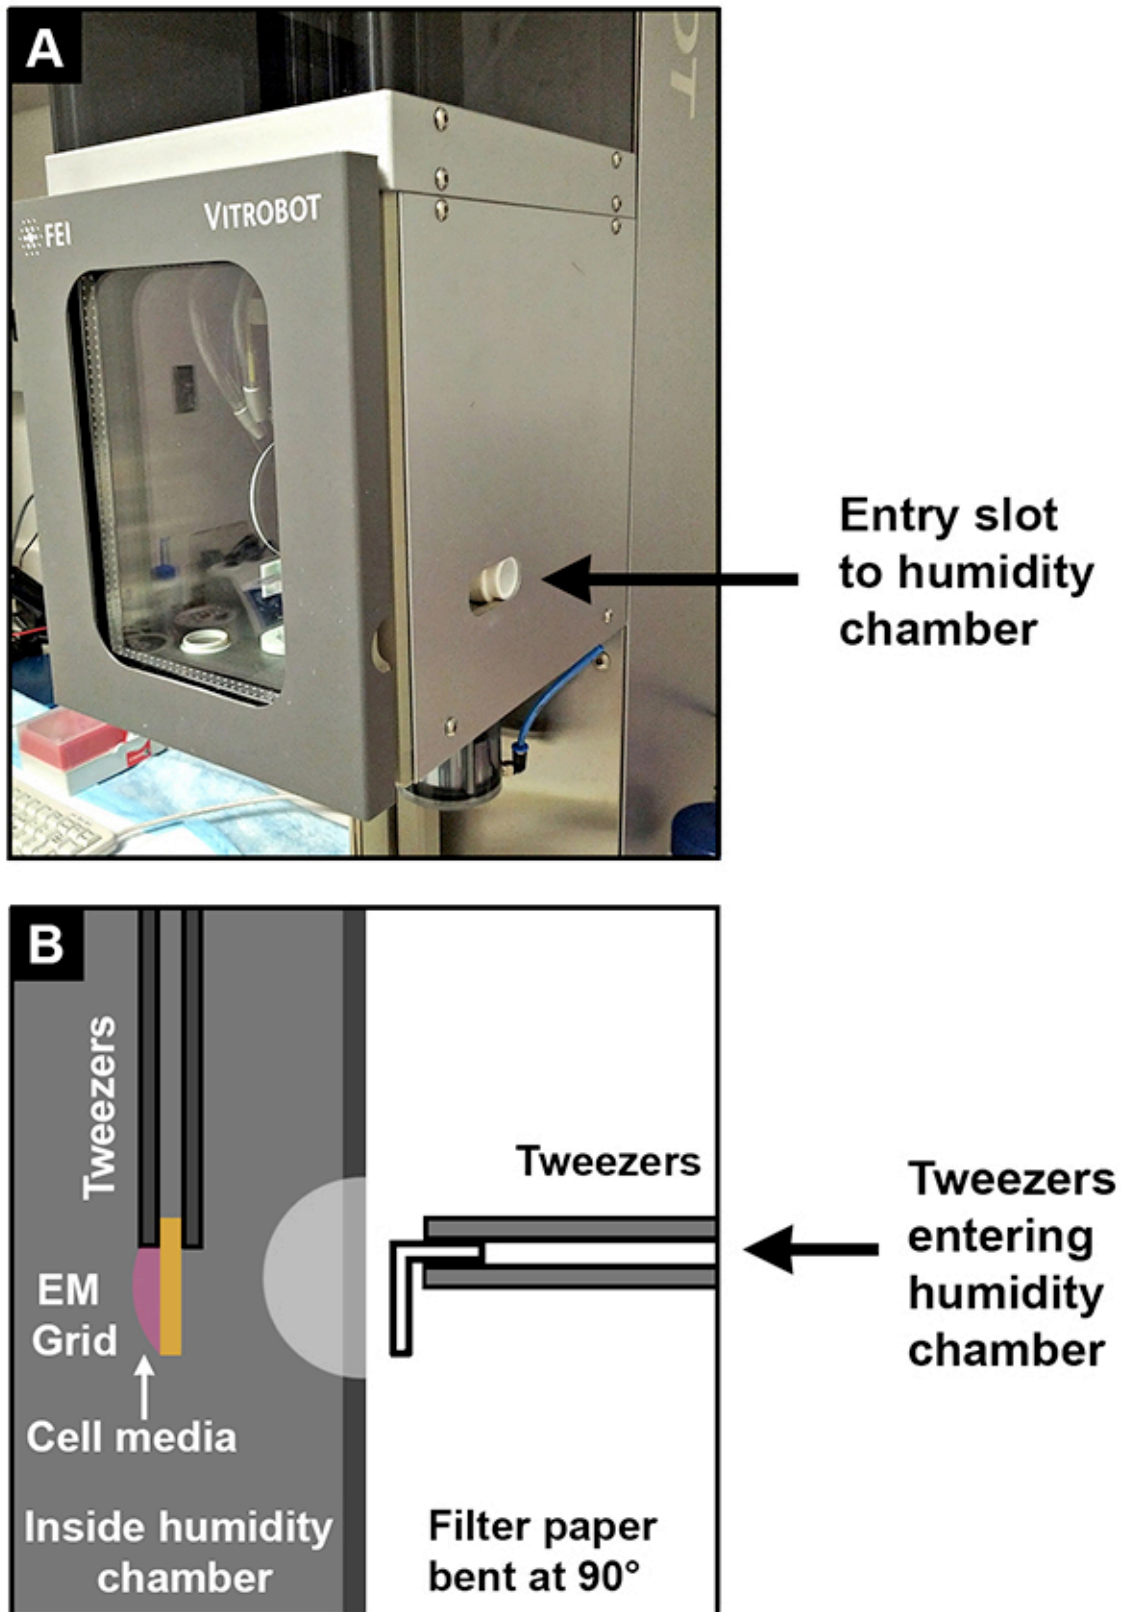 A
FEI
VITROBOT
OT
Entry slot
to humidity
chamber
B
Tweezers
EM
Grid
Cell media
Inside humidity
chamber
Tweezers
Filter paper
bent at 90°
Tweezers
entering
humidity
chamber